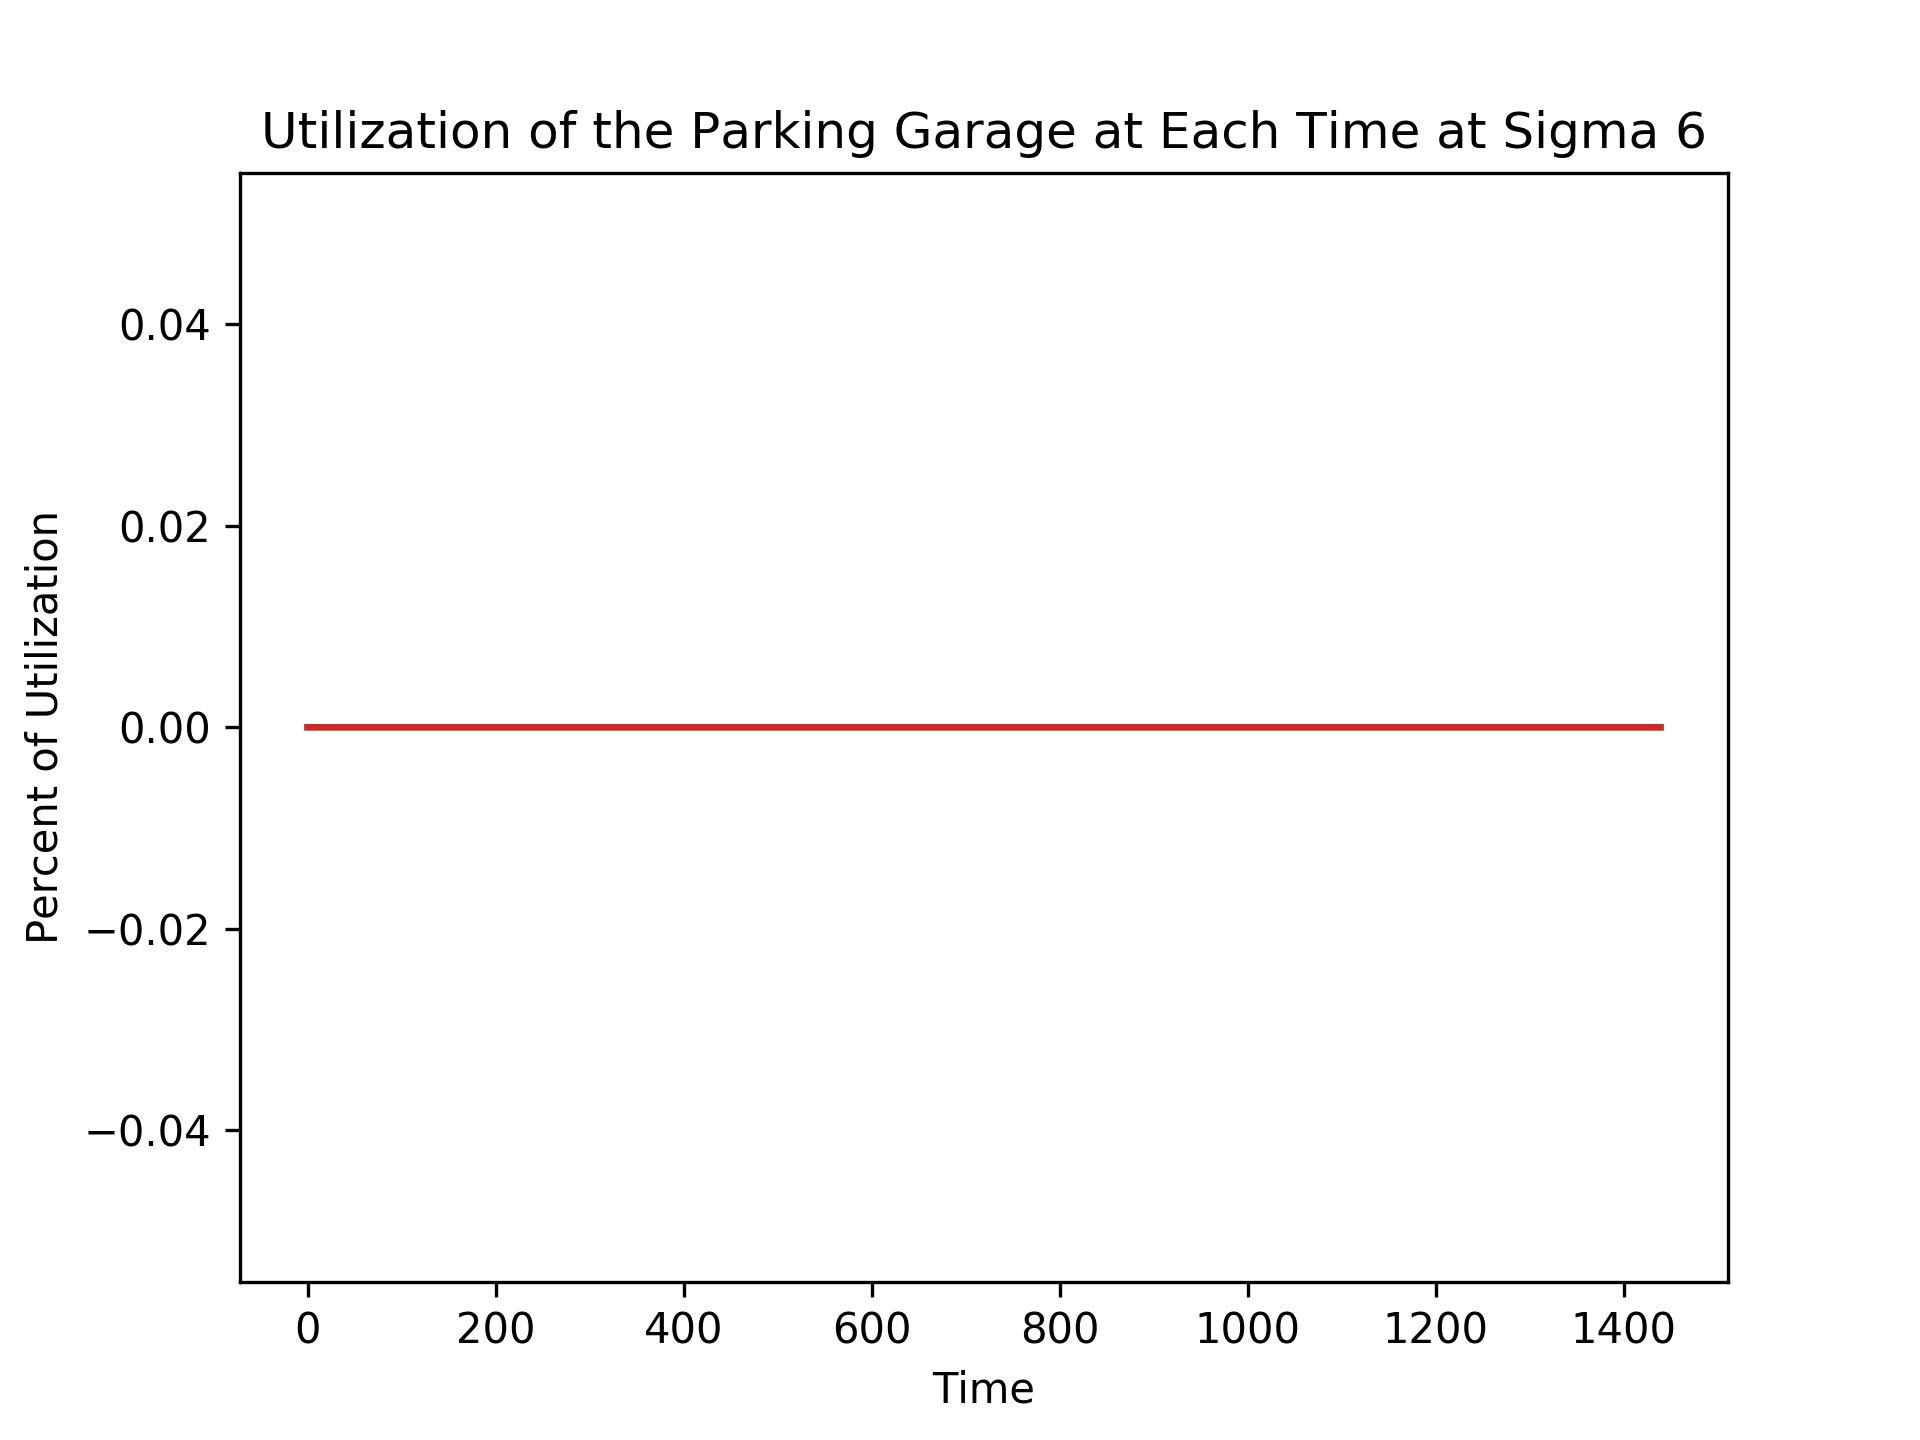 Utilization of the Parking Garage at Each Time at Sigma 6
Percent of Utilization
0.04
0.02
0.00
−0.02
−0.04
0 200 400 600 800 1000 1200 1400
Time